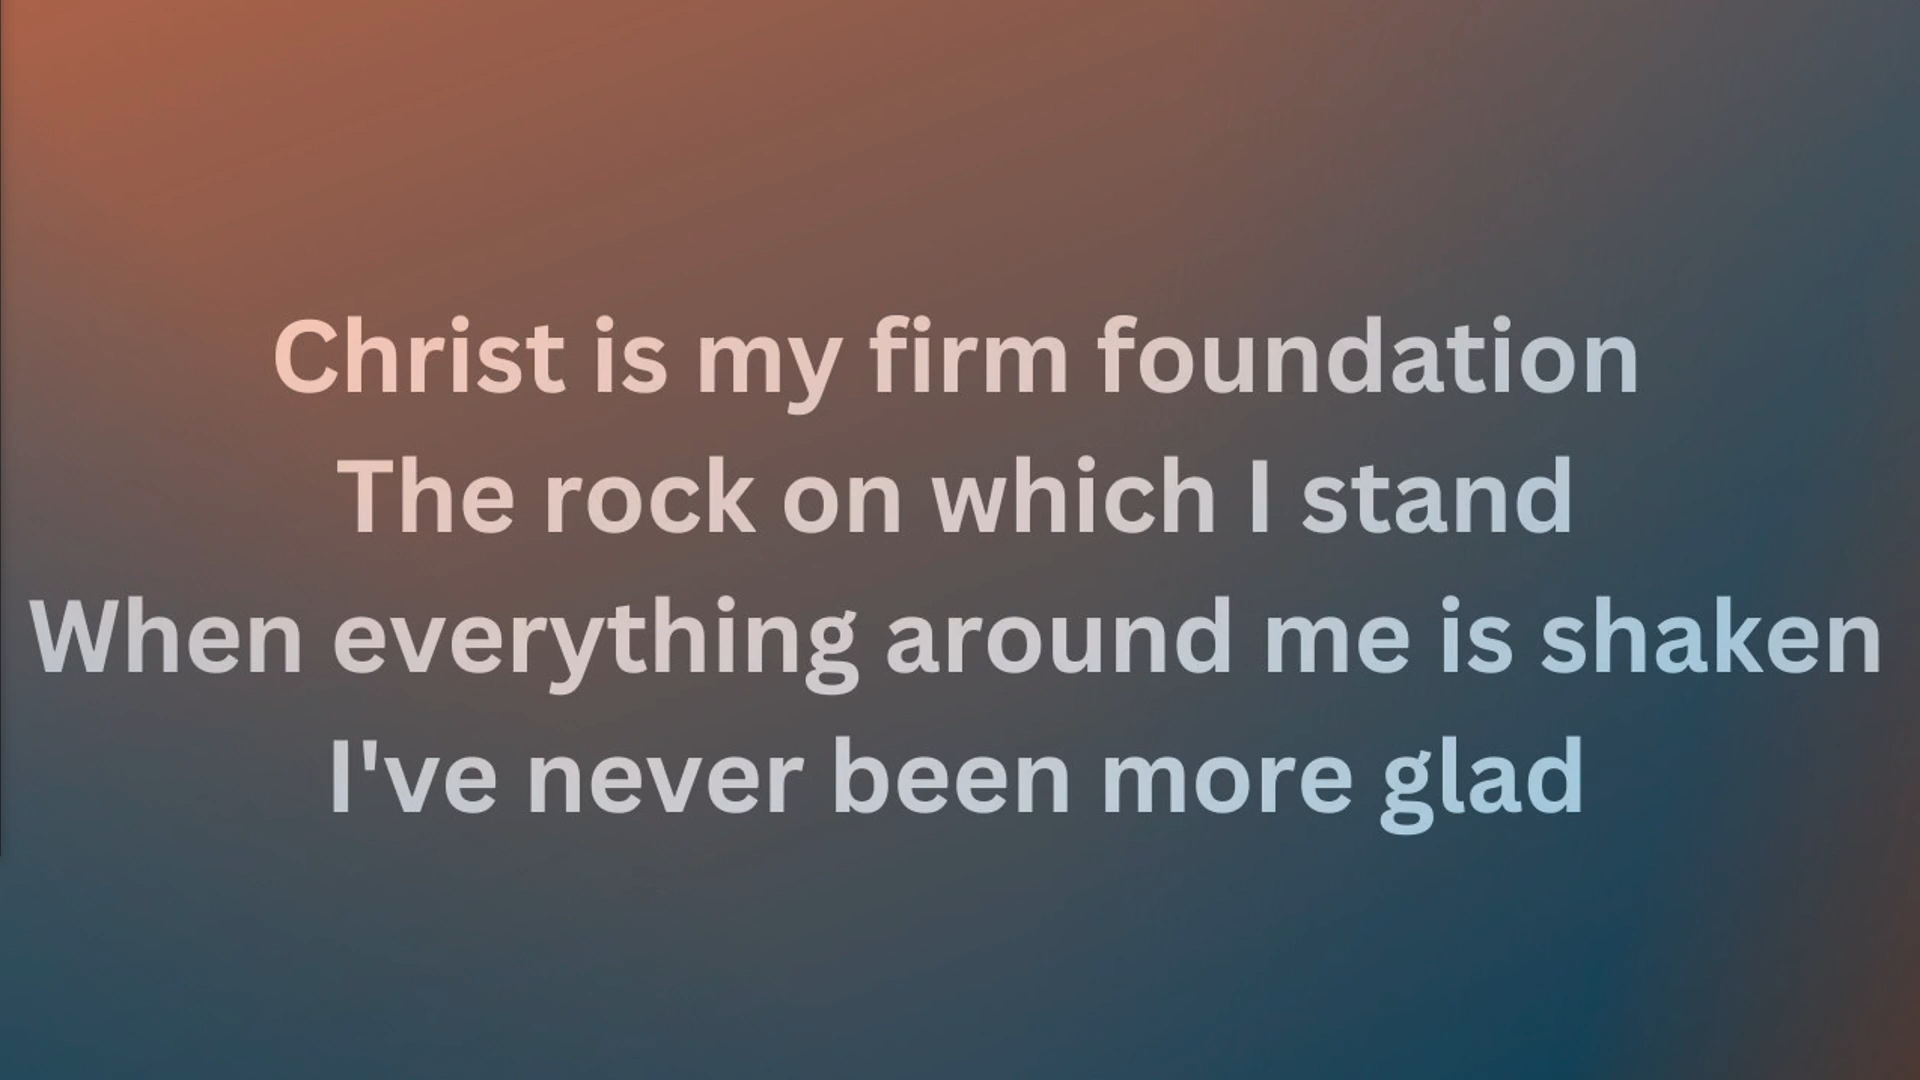 Christ is my firm foundation
The rock on which I stand
When everything around me is shaken
I've never been more glad